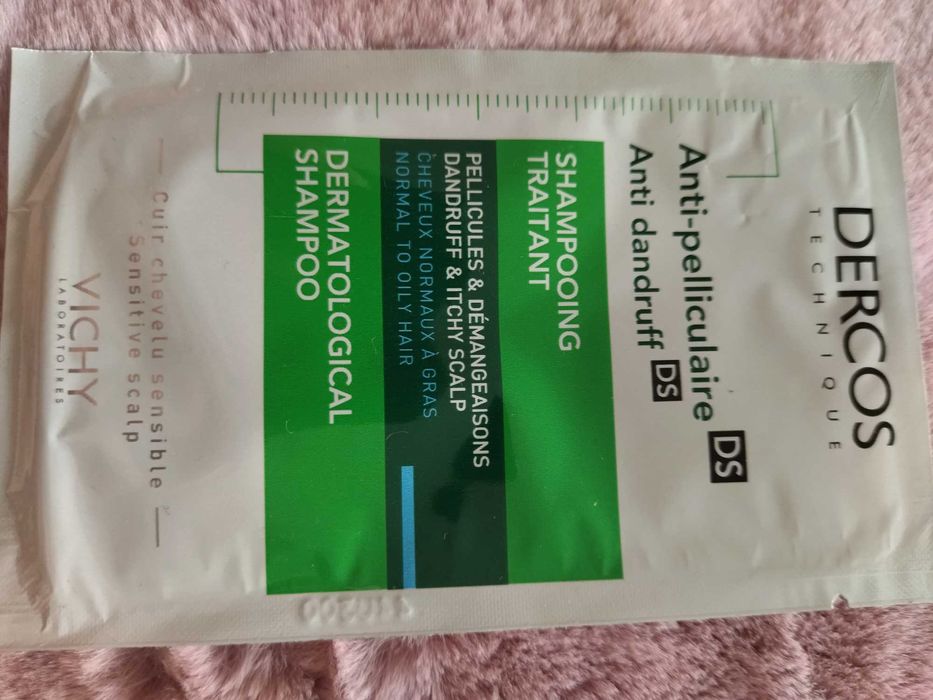 DERCOS
TECHNIQUE
Anti-pelliculaire DS
Anti dandruff DS
SHAMPOOING
TRAITANT
PELLICULES & DÉMANGEAISONS
DANDRUFF & ITCHY SCALP
CHEVEUX NORMAUX À GRAS
NORMAL TO OILY HAIR
DERMATOLOGICAL
SHAMPOO
Cuir chevelu sensible
Sensitive scalp
VICHY
LABORATOIRES